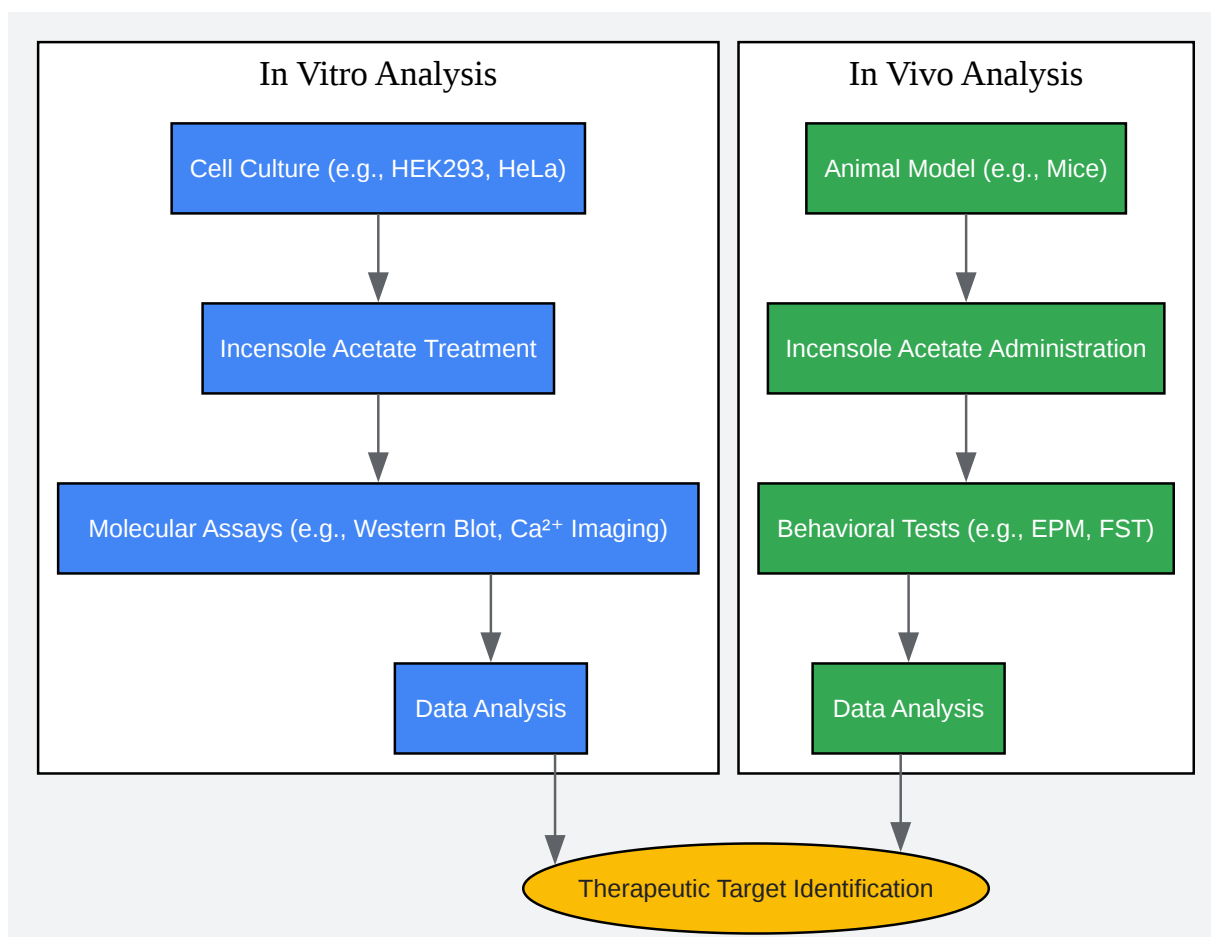 In Vitro Analysis
Cell Culture (e.g., HEK293, HeLa)
Incensole Acetate Treatment
Molecular Assays (e.g., Western Blot, Ca²⁺ Imaging)
Data Analysis
In Vivo Analysis
Animal Model (e.g., Mice)
Incensole Acetate Administration
Behavioral Tests (e.g., EPM, FST)
Data Analysis
Therapeutic Target Identification